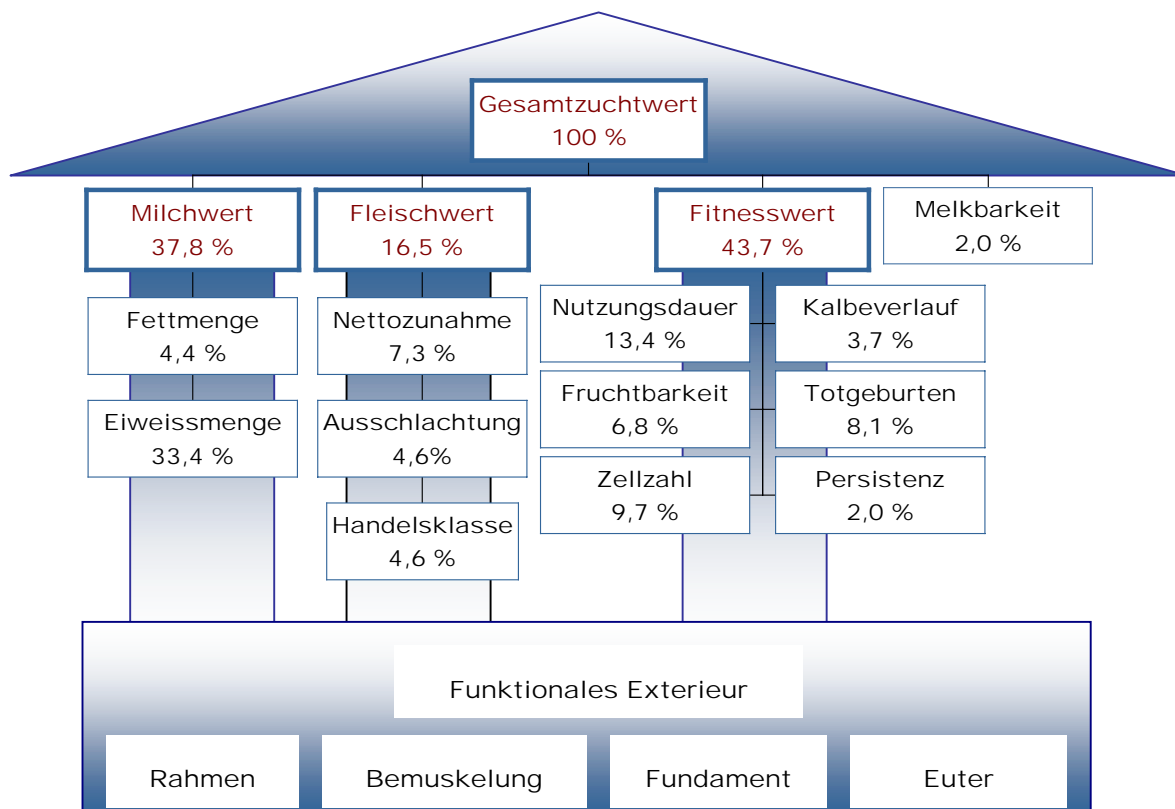 Gesamtzuchtwert
100 %
Milchwert
37,8 %
Fleischwert
16,5 %
Fitnesswert
43,7 %
Melkbarkeit
2,0 %
Fettmenge
4,4 %
Eiweissmenge
33,4 %
Nettozunahme
7,3 %
Ausschlachtung
4,6%
Handelsklasse
4,6 %
Nutzungsdauer
13,4 %
Kalbeverlauf
3,7 %
Fruchtbarkeit
6,8 %
Totgeburten
8,1 %
Zellzahl
9,7 %
Persistenz
2,0 %
Funktionales Exterieur
Rahmen
Bemuskelung
Fundament
Euter